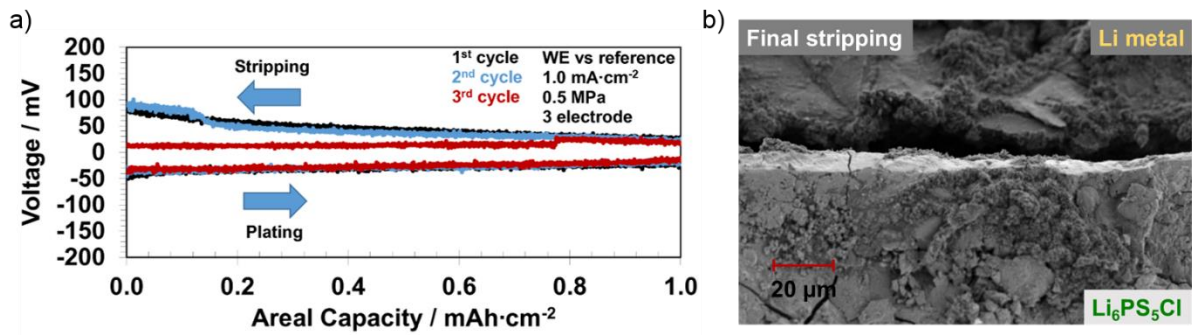 a)
200
150
100
50
0
-50
-100
-150
-200
Voltage / mV
Stripping
Plating
1st cycle
2nd cycle
3rd cycle
WE vs reference
1.0 mA·cm-2
0.5 MPa
3 electrode
0.0 0.2 0.4 0.6 0.8 1.0
Areal Capacity / mAh·cm-2
b)
Final stripping
Li metal
20 μm
Li6PS5Cl